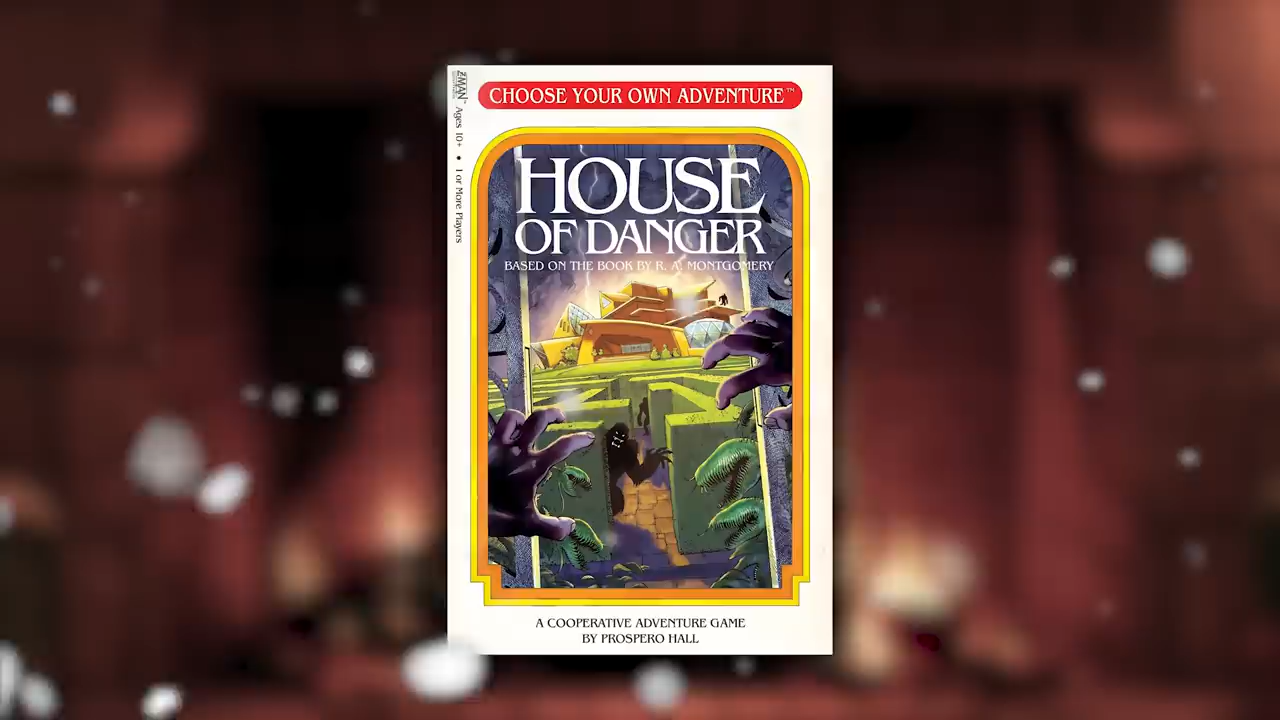 CHOOSE YOUR OWN ADVENTURE™
ZMAN
Ages 10+ • 1 or More Players
HOUSE
OF DANGER
BASED ON THE BOOK BY R. A. MONTGOMERY
A COOPERATIVE ADVENTURE GAME
BY PROSPERO HALL